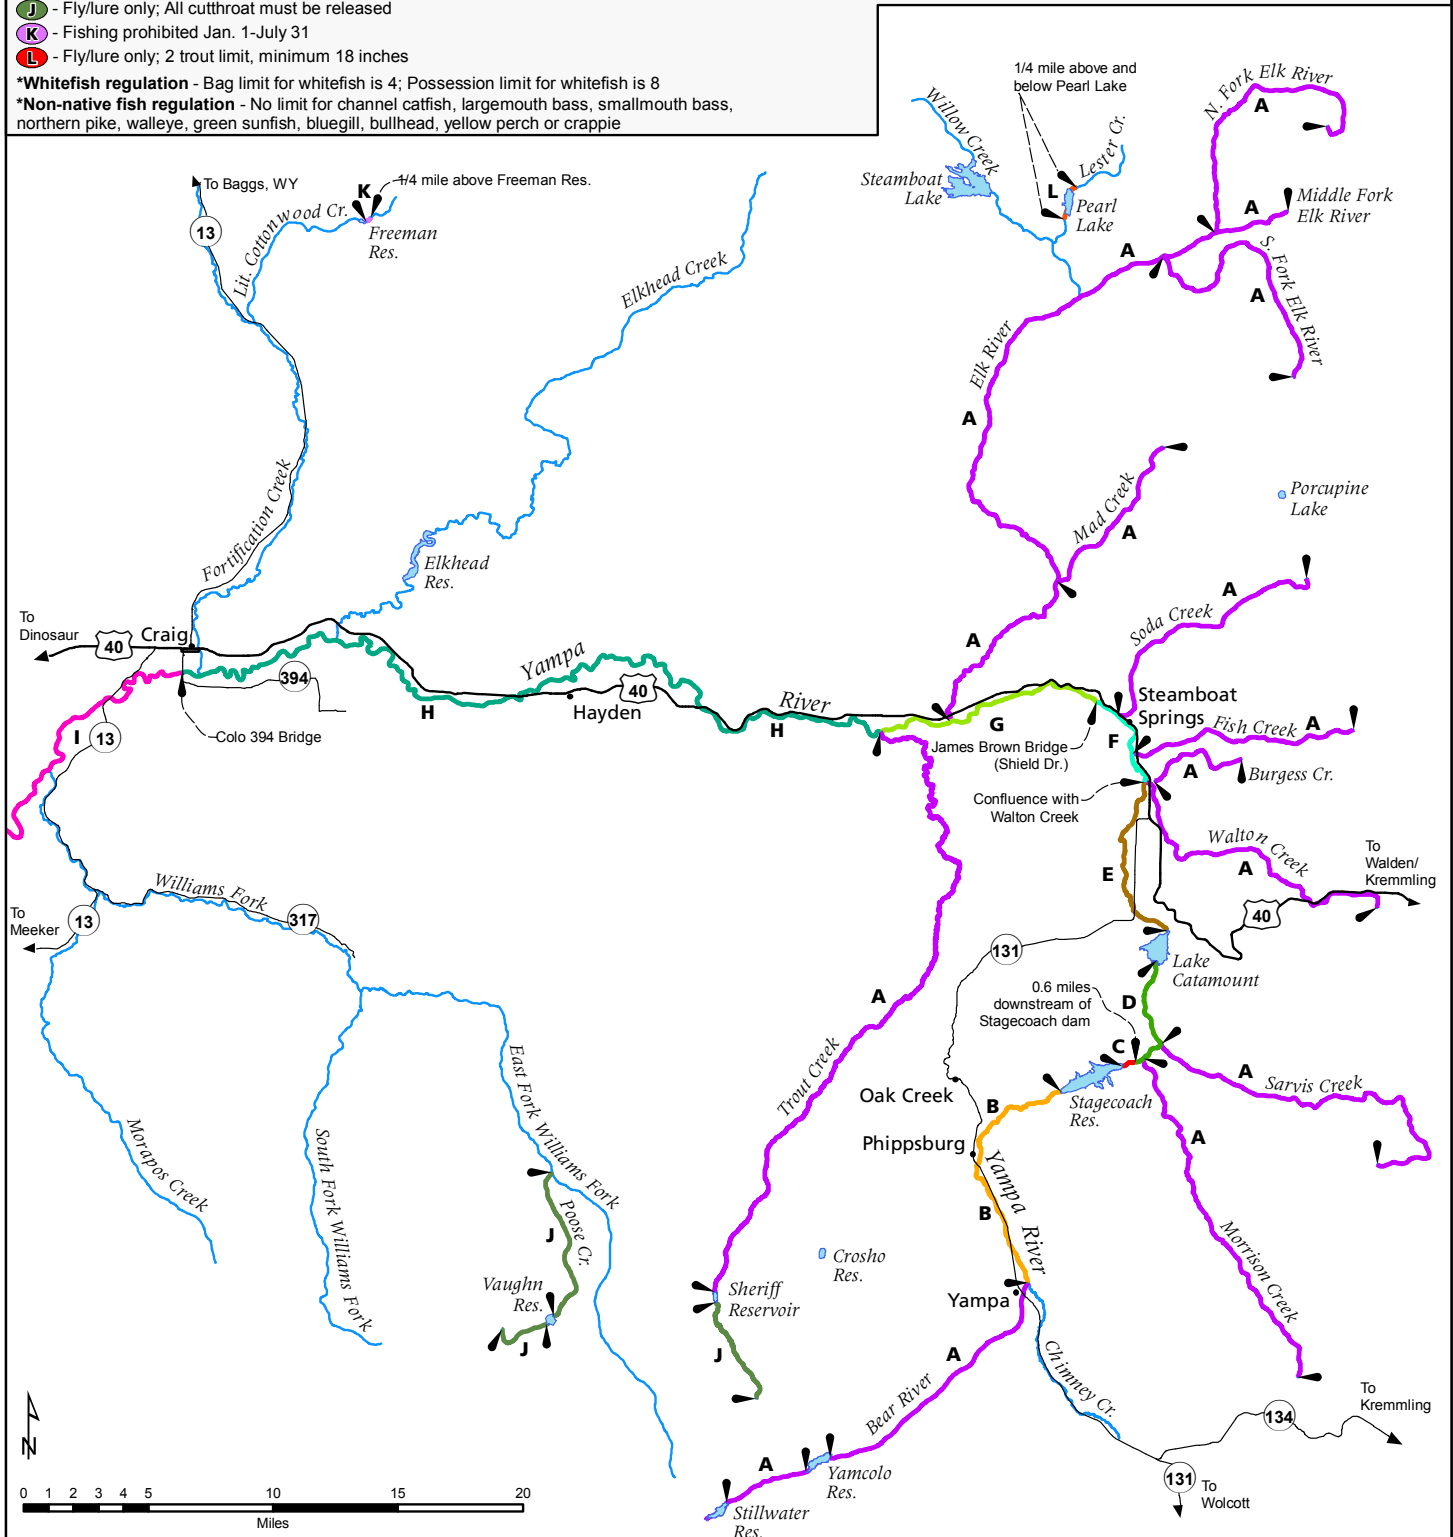 J - Fly/lure only; All cutthroat must be released
K - Fishing prohibited Jan. 1-July 31
L - Fly/lure only; 2 trout limit, minimum 18 inches
*Whitefish regulation - Bag limit for whitefish is 4; Possession limit for whitefish is 8
*Non-native fish regulation - No limit for channel catfish, largemouth bass, smallmouth bass,
northern pike, walleye, green sunfish, bluegill, bullhead, yellow perch or crappie
1/4 mile above and
below Pearl Lake
N. Fork Elk River
A
Willow Creek
Lester Cr.
Steamboat
Lake
L
Pearl
Lake
Middle Fork
Elk River
A
A
S. Fork Elk River
A
To Baggs, WY
13
K
1/4 mile above Freeman Res.
Lit. Cottonwood Cr.
Freeman
Res.
Elkhead Creek
Elk River
A
Mad Creek
A
Porcupine
Lake
Fortification Creek
Elkhead
Res.
To
Dinosaur
40
Craig
394
Yampa
River
H
Hayden
40
H
A
Soda Creek
A
Steamboat
Springs
G
Fish Creek
A
James Brown Bridge
(Shield Dr.)
F
A
Burgess Cr.
Colo 394 Bridge
I
13
Confluence with
Walton Creek
Walton Creek
A
E
To
Walden/
Kremmling
40
Williams Fork
317
To
Meeker
13
131
Lake
Catamount
0.6 miles
downstream of
Stagecoach dam
D
C
A
A
Sarvis Creek
Trout Creek
Oak Creek
B
Stagecoach
Res.
Phippsburg
A
Yampa River
B
Morapos Creek
South Fork Williams Fork
East Fork Williams Fork
Poose Cr.
J
Vaughn
Res.
J
Crosho
Res.
Sheriff
Reservoir
J
Yampa
Morrison Creek
A
Chimney Cr.
Bear River
A
Yamcolo
Res.
Stillwater
Res.
To
Kremmling
134
131
To
Wolcott
N
0 1 2 3 4 5 10 15 20
Miles